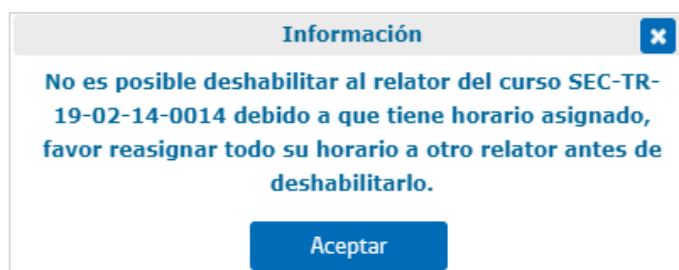 Información
No es posible deshabilitar al relator del curso SEC-TR-
19-02-14-0014 debido a que tiene horario asignado,
favor reasignar todo su horario a otro relator antes de
deshabilitarlo.
Aceptar